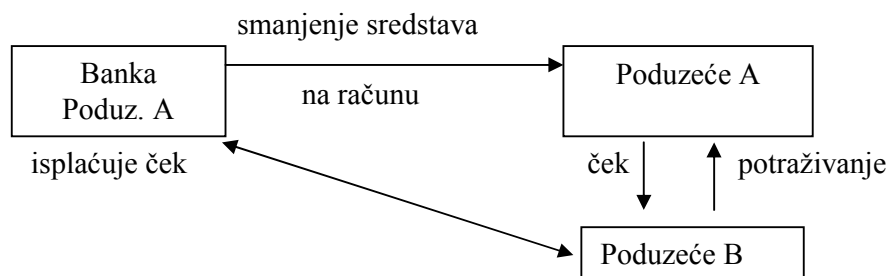 smanjenje sredstava
Banka
Poduz. A
Poduzeće A
na računu
isplaćuje ček
ček
potraživanje
Poduzeće B